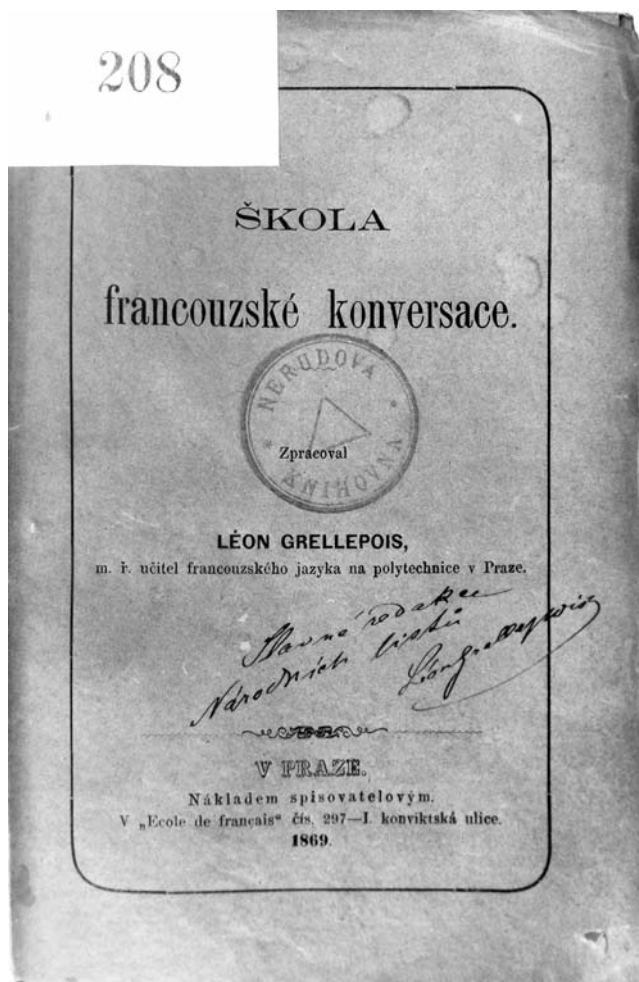 208
ŠKOLA
francouzské konversace.
NERUDOVA
* KNIHOVNA *
Zpracoval
LÉON GRELLEPOIS,
m. ř. učitel francouzského jazyka na polytechnice v Praze.
Slavné redakci
Národních listů
Léon Grellepois
V PRAZE.
Nákladem spisovatelovým.
V „Ecole de français“ čís. 297—I. konviktská ulice.
1869.